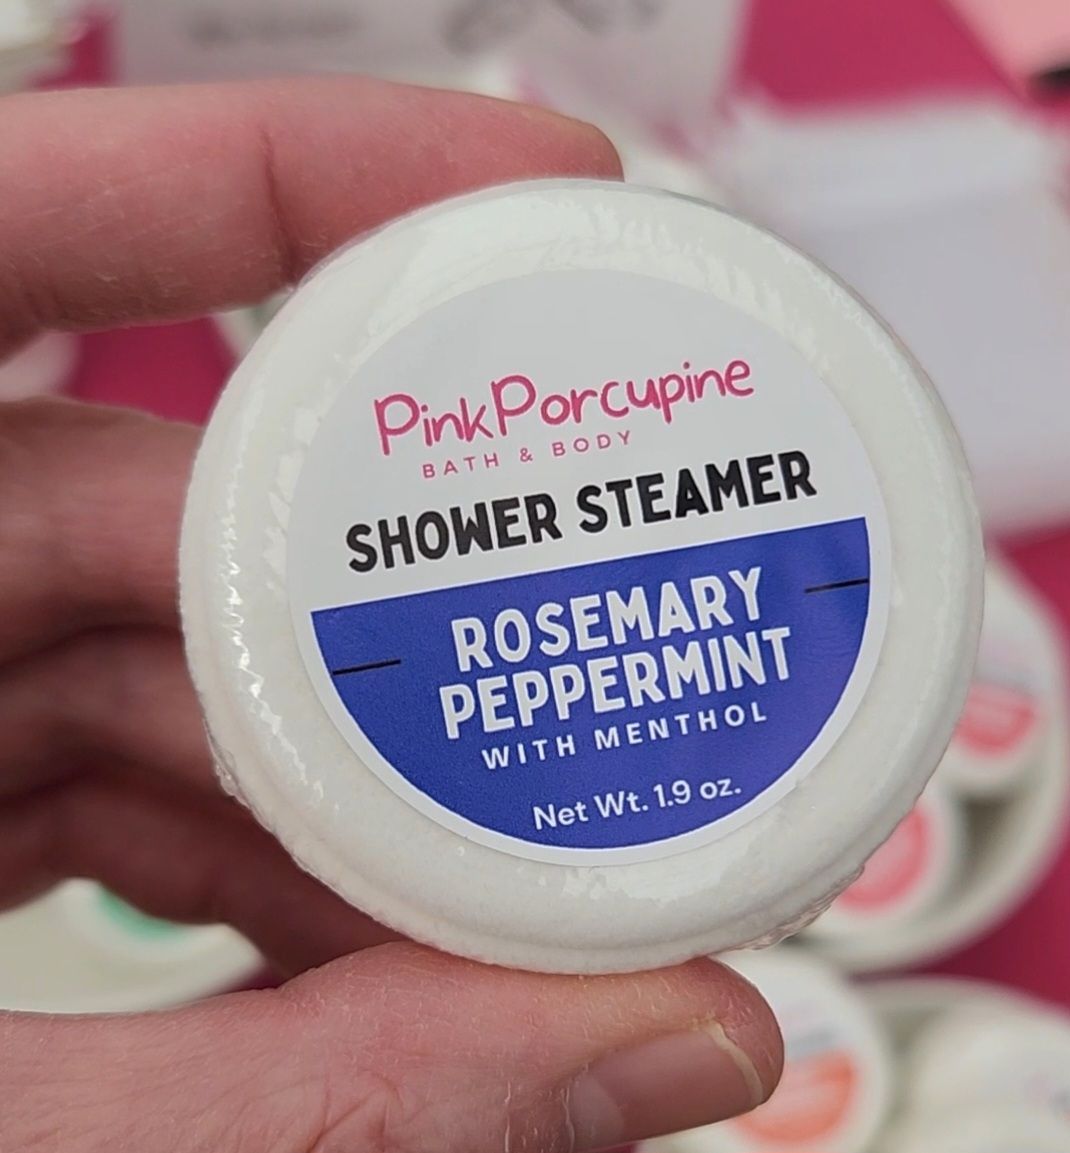 PinkPorcupine
BATH & BODY
SHOWER STEAMER
ROSEMARY
PEPPERMINT
WITH MENTHOL
Net Wt. 1.9 oz.